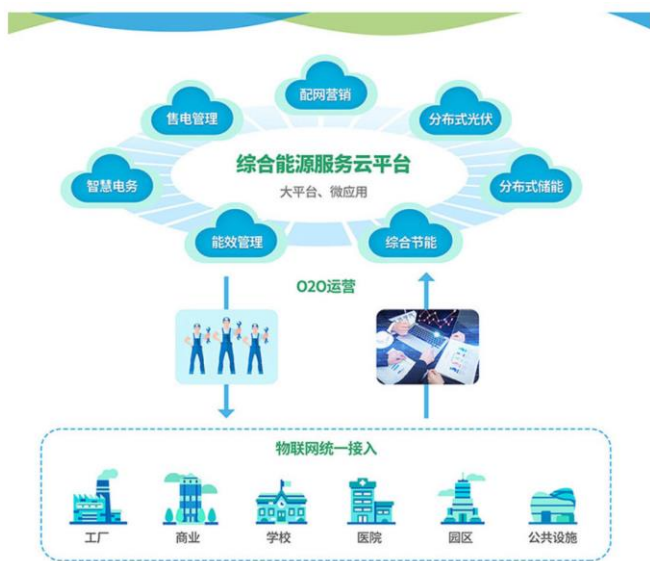 配网营销
售电管理
分布式光伏
综合能源服务云平台
大平台、微应用
智慧电务
分布式储能
能效管理
综合节能
O2O运营
物联网统一接入
工厂
商业
学校
医院
园区
公共设施